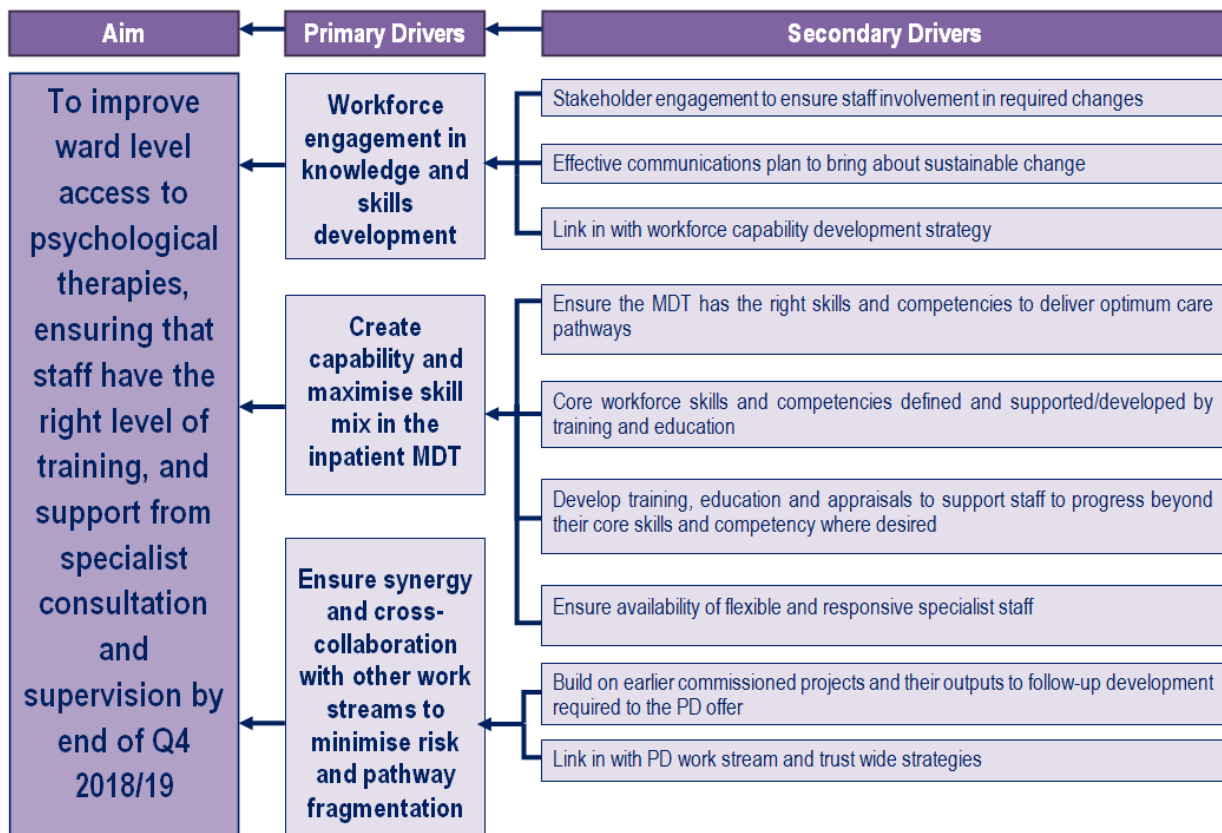 Aim
Primary Drivers
Secondary Drivers
To improve
ward level
access to
psychological
therapies,
ensuring that
staff have the
right level of
training, and
support from
specialist
consultation
and
supervision by
end of Q4
2018/19
Workforce
engagement in
knowledge and
skills
development
Stakeholder engagement to ensure staff involvement in required changes
Effective communications plan to bring about sustainable change
Link in with workforce capability development strategy
Create
capability and
maximise skill
mix in the
inpatient MDT
Ensure the MDT has the right skills and competencies to deliver optimum care
pathways
Core workforce skills and competencies defined and supported/developed by
training and education
Develop training, education and appraisals to support staff to progress beyond
their core skills and competency where desired
Ensure availability of flexible and responsive specialist staff
Ensure synergy
and cross-
collaboration
with other work
streams to
minimise risk
and pathway
fragmentation
Build on earlier commissioned projects and their outputs to follow-up development
required to the PD offer
Link in with PD work stream and trust wide strategies